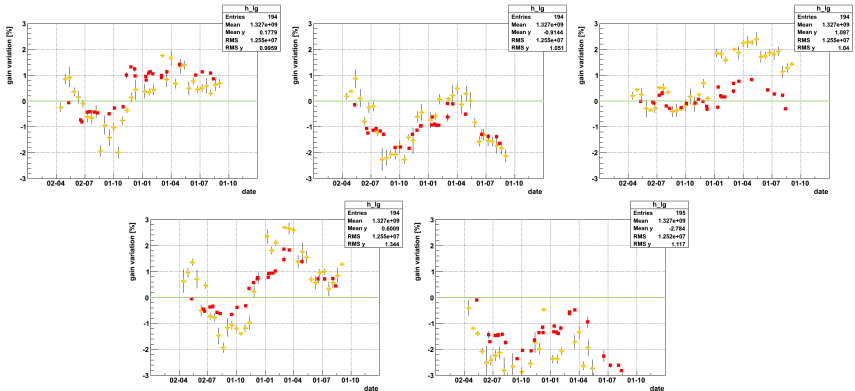 h_lg
Entries 194
Mean 1.327e+09
Mean y 0.1779
RMS 1.255e+07
RMS y 0.9959
gain variation [%]
3
2
1
0
-1
-2
-3
02-04 02-07 01-10 01-01 01-04 01-07 01-10
date
h_lg
Entries 194
Mean 1.327e+09
Mean y -0.9144
RMS 1.255e+07
RMS y 1.051
gain variation [%]
3
2
1
0
-1
-2
-3
02-04 02-07 01-10 01-01 01-04 01-07 01-10
date
h_lg
Entries 194
Mean 1.327e+09
Mean y 1.097
RMS 1.255e+07
RMS y 1.04
gain variation [%]
3
2
1
0
-1
-2
-3
02-04 02-07 01-10 01-01 01-04 01-07 01-10
date
h_lg
Entries 194
Mean 1.327e+09
Mean y 0.6009
RMS 1.255e+07
RMS y 1.344
gain variation [%]
3
2
1
0
-1
-2
-3
02-04 02-07 01-10 01-01 01-04 01-07 01-10
date
h_lg
Entries 195
Mean 1.327e+09
Mean y -2.784
RMS 1.252e+07
RMS y 1.117
gain variation [%]
3
2
1
0
-1
-2
-3
02-04 02-07 01-10 01-01 01-04 01-07 01-10
date